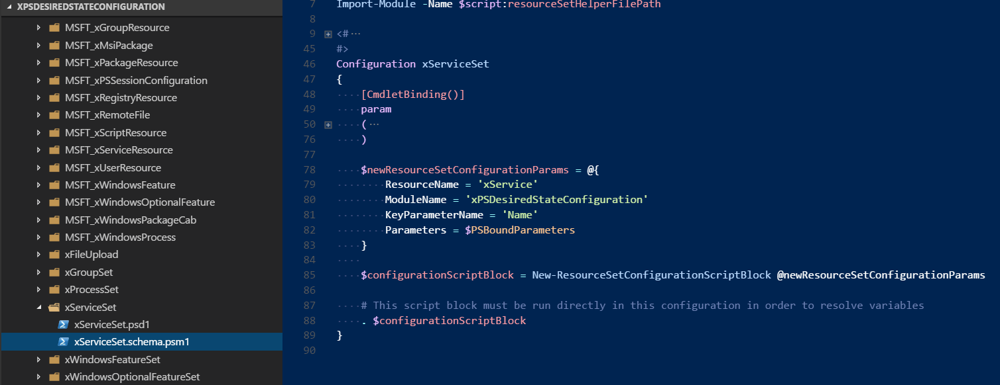 XPSDESIREDSTATECONFIGURATION
MSFT_xGroupResource
MSFT_xMsiPackage
MSFT_xPackageResource
MSFT_xPSSessionConfiguration
MSFT_xRegistryResource
MSFT_xRemoteFile
MSFT_xScriptResource
MSFT_xServiceResource
MSFT_xUserResource
MSFT_xWindowsFeature
MSFT_xWindowsOptionalFeature
MSFT_xWindowsPackageCab
MSFT_xWindowsProcess
xFileUpload
xGroupSet
xProcessSet
xServiceSet
xServiceSet.psd1
xServiceSet.schema.psm1
xWindowsFeatureSet
xWindowsOptionalFeatureSet
7 Import-Module -Name $script:resourceSetHelperFilePath
8
9 <# ···
45 #>
46 Configuration xServiceSet
47 {
48 [CmdletBinding()]
49 param
50 ( ···
76 )
77
78 $newResourceSetConfigurationParams = @{
79 ResourceName = 'xService'
80 ModuleName = 'xPSDesiredStateConfiguration'
81 KeyParameterName = 'Name'
82 Parameters = $PSBoundParameters
83 }
84
85 $configurationScriptBlock = New-ResourceSetConfigurationScriptBlock @newResourceSetConfigurationParams
86
87 # This script block must be run directly in this configuration in order to resolve variables
88 . $configurationScriptBlock
89 }
90